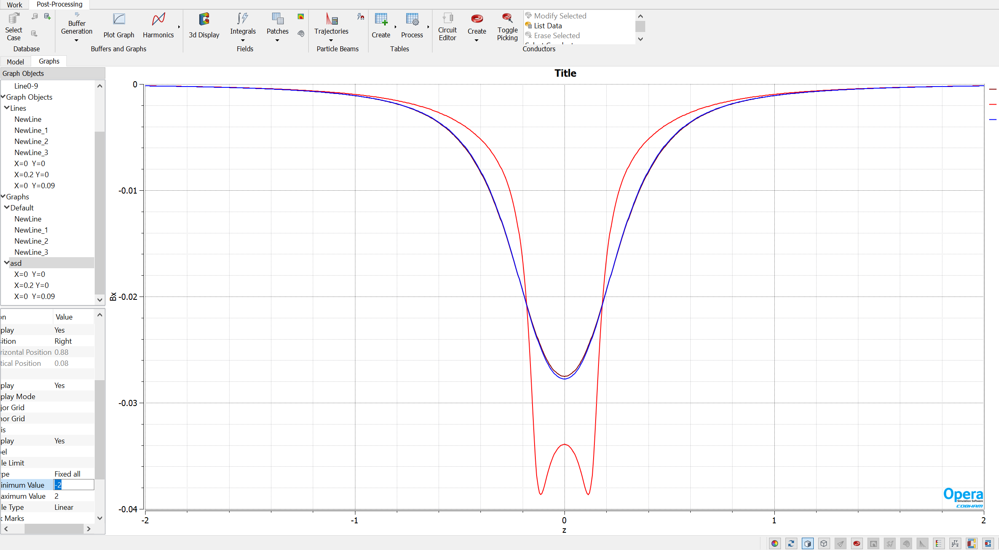 Work Post-Processing
Select Case
Buffer Generation
Plot Graph
Harmonics
3d Display
Integrals
Patches
Trajectories
Create
Process
Circuit Editor
Create
Toggle Picking
Modify Selected
List Data
Erase Selected
Database
Buffers and Graphs
Fields
Particle Beams
Tables
Conductors
Model Graphs
Graph Objects
Line0-9
Graph Objects
Lines
NewLine
NewLine_1
NewLine_2
NewLine_3
X=0 Y=0
X=0.2 Y=0
X=0 Y=0.09
Graphs
Default
NewLine
NewLine_1
NewLine_2
NewLine_3
asd
X=0 Y=0
X=0.2 Y=0
X=0 Y=0.09
on Value
play Yes
ition Right
rizontal Position 0.88
tical Position 0.08
play Yes
play Mode
jor Grid
nor Grid
is
play Yes
el
le Limit
ype Fixed all
inimum Value -2
aximum Value 2
le Type Linear
k Marks
Title
0
-0.01
-0.02
-0.03
-0.04
Bx
-2 -1 0 1 2
z
Opera
Simulation Software
COBHAM